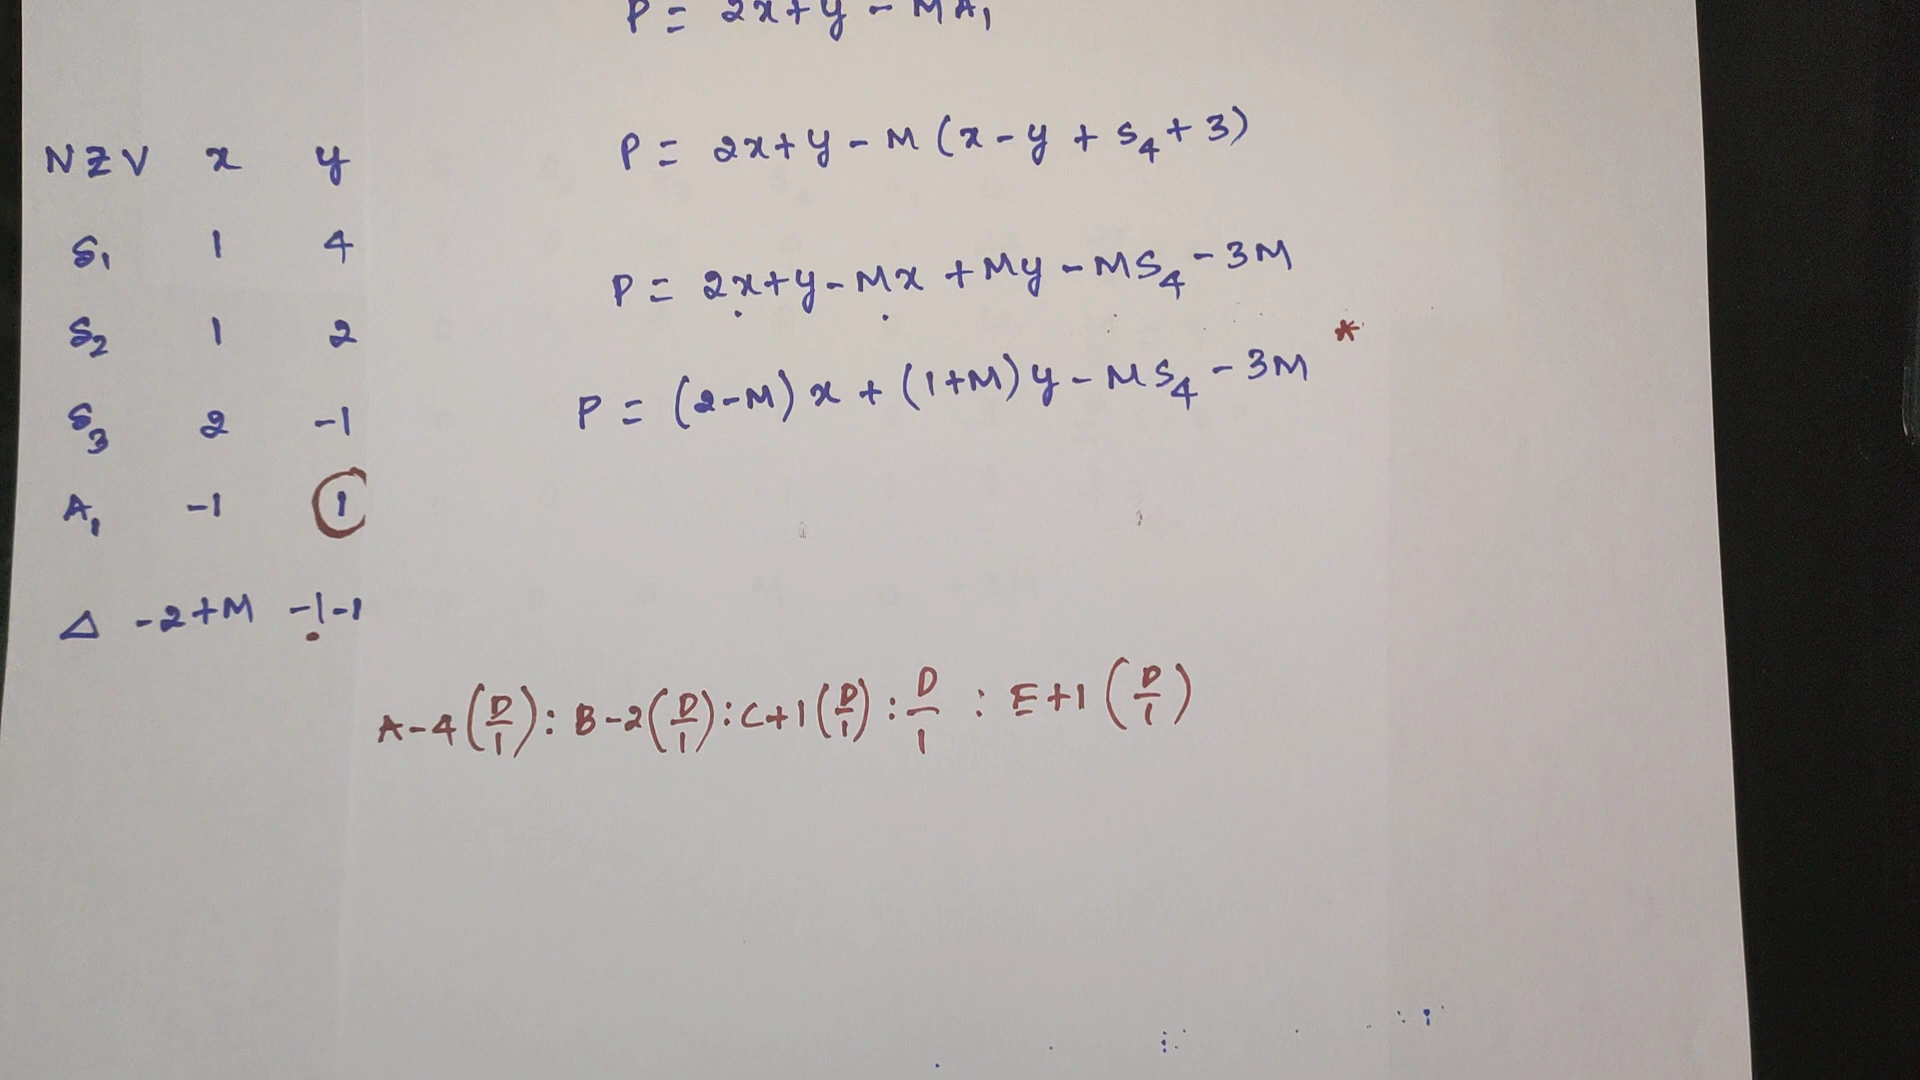 P = 2x + y - MA₁
P = 2x + y - M (x - y + S₄ + 3)
P = 2x + y - Mx + My - MS₄ - 3M
P = (2-M) x + (1+M) y - MS₄ - 3M *
NZV x y
S₁ 1 4
S₂ 1 2
S₃ 2 -1
A₁ -1 1
△ -2+M -1-
A-4(D/1) : B-2(D/1) : C+1(D/1) : D/1 : E+1(D/1)